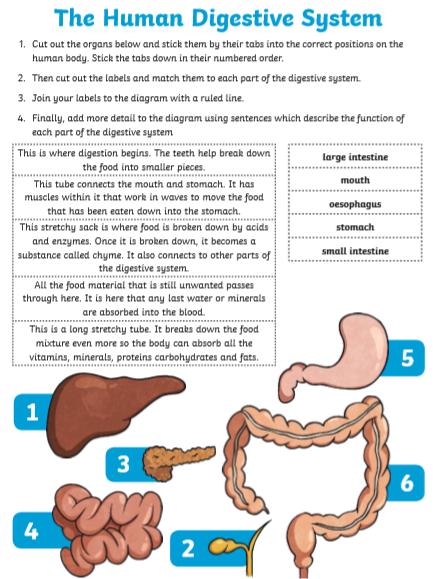 The Human Digestive System
1. Cut out the organs below and stick them by their tabs into the correct positions on the
human body. Stick the tabs down in their numbered order.
2. Then cut out the labels and match them to each part of the digestive system.
3. Join your labels to the diagram with a ruled line.
4. Finally, add more detail to the diagram using sentences which describe the function of
each part of the digestive system
This is where digestion begins. The teeth help break down
the food into smaller pieces.
This tube connects the mouth and stomach. It has
muscles within it that work in waves to move the food
that has been eaten down into the stomach.
This stretchy sack is where food is broken down by acids
and enzymes. Once it is broken down, it becomes a
substance called chyme. It also connects to other parts of
the digestive system.
All the food material that is still unwanted passes
through here. It is here that any last water or minerals
are absorbed into the blood.
This is a long stretchy tube. It breaks down the food
mixture even more so the body can absorb all the
vitamins, minerals, proteins carbohydrates and fats.
large intestine
mouth
oesophagus
stomach
small intestine
5
1
3
6
4
2